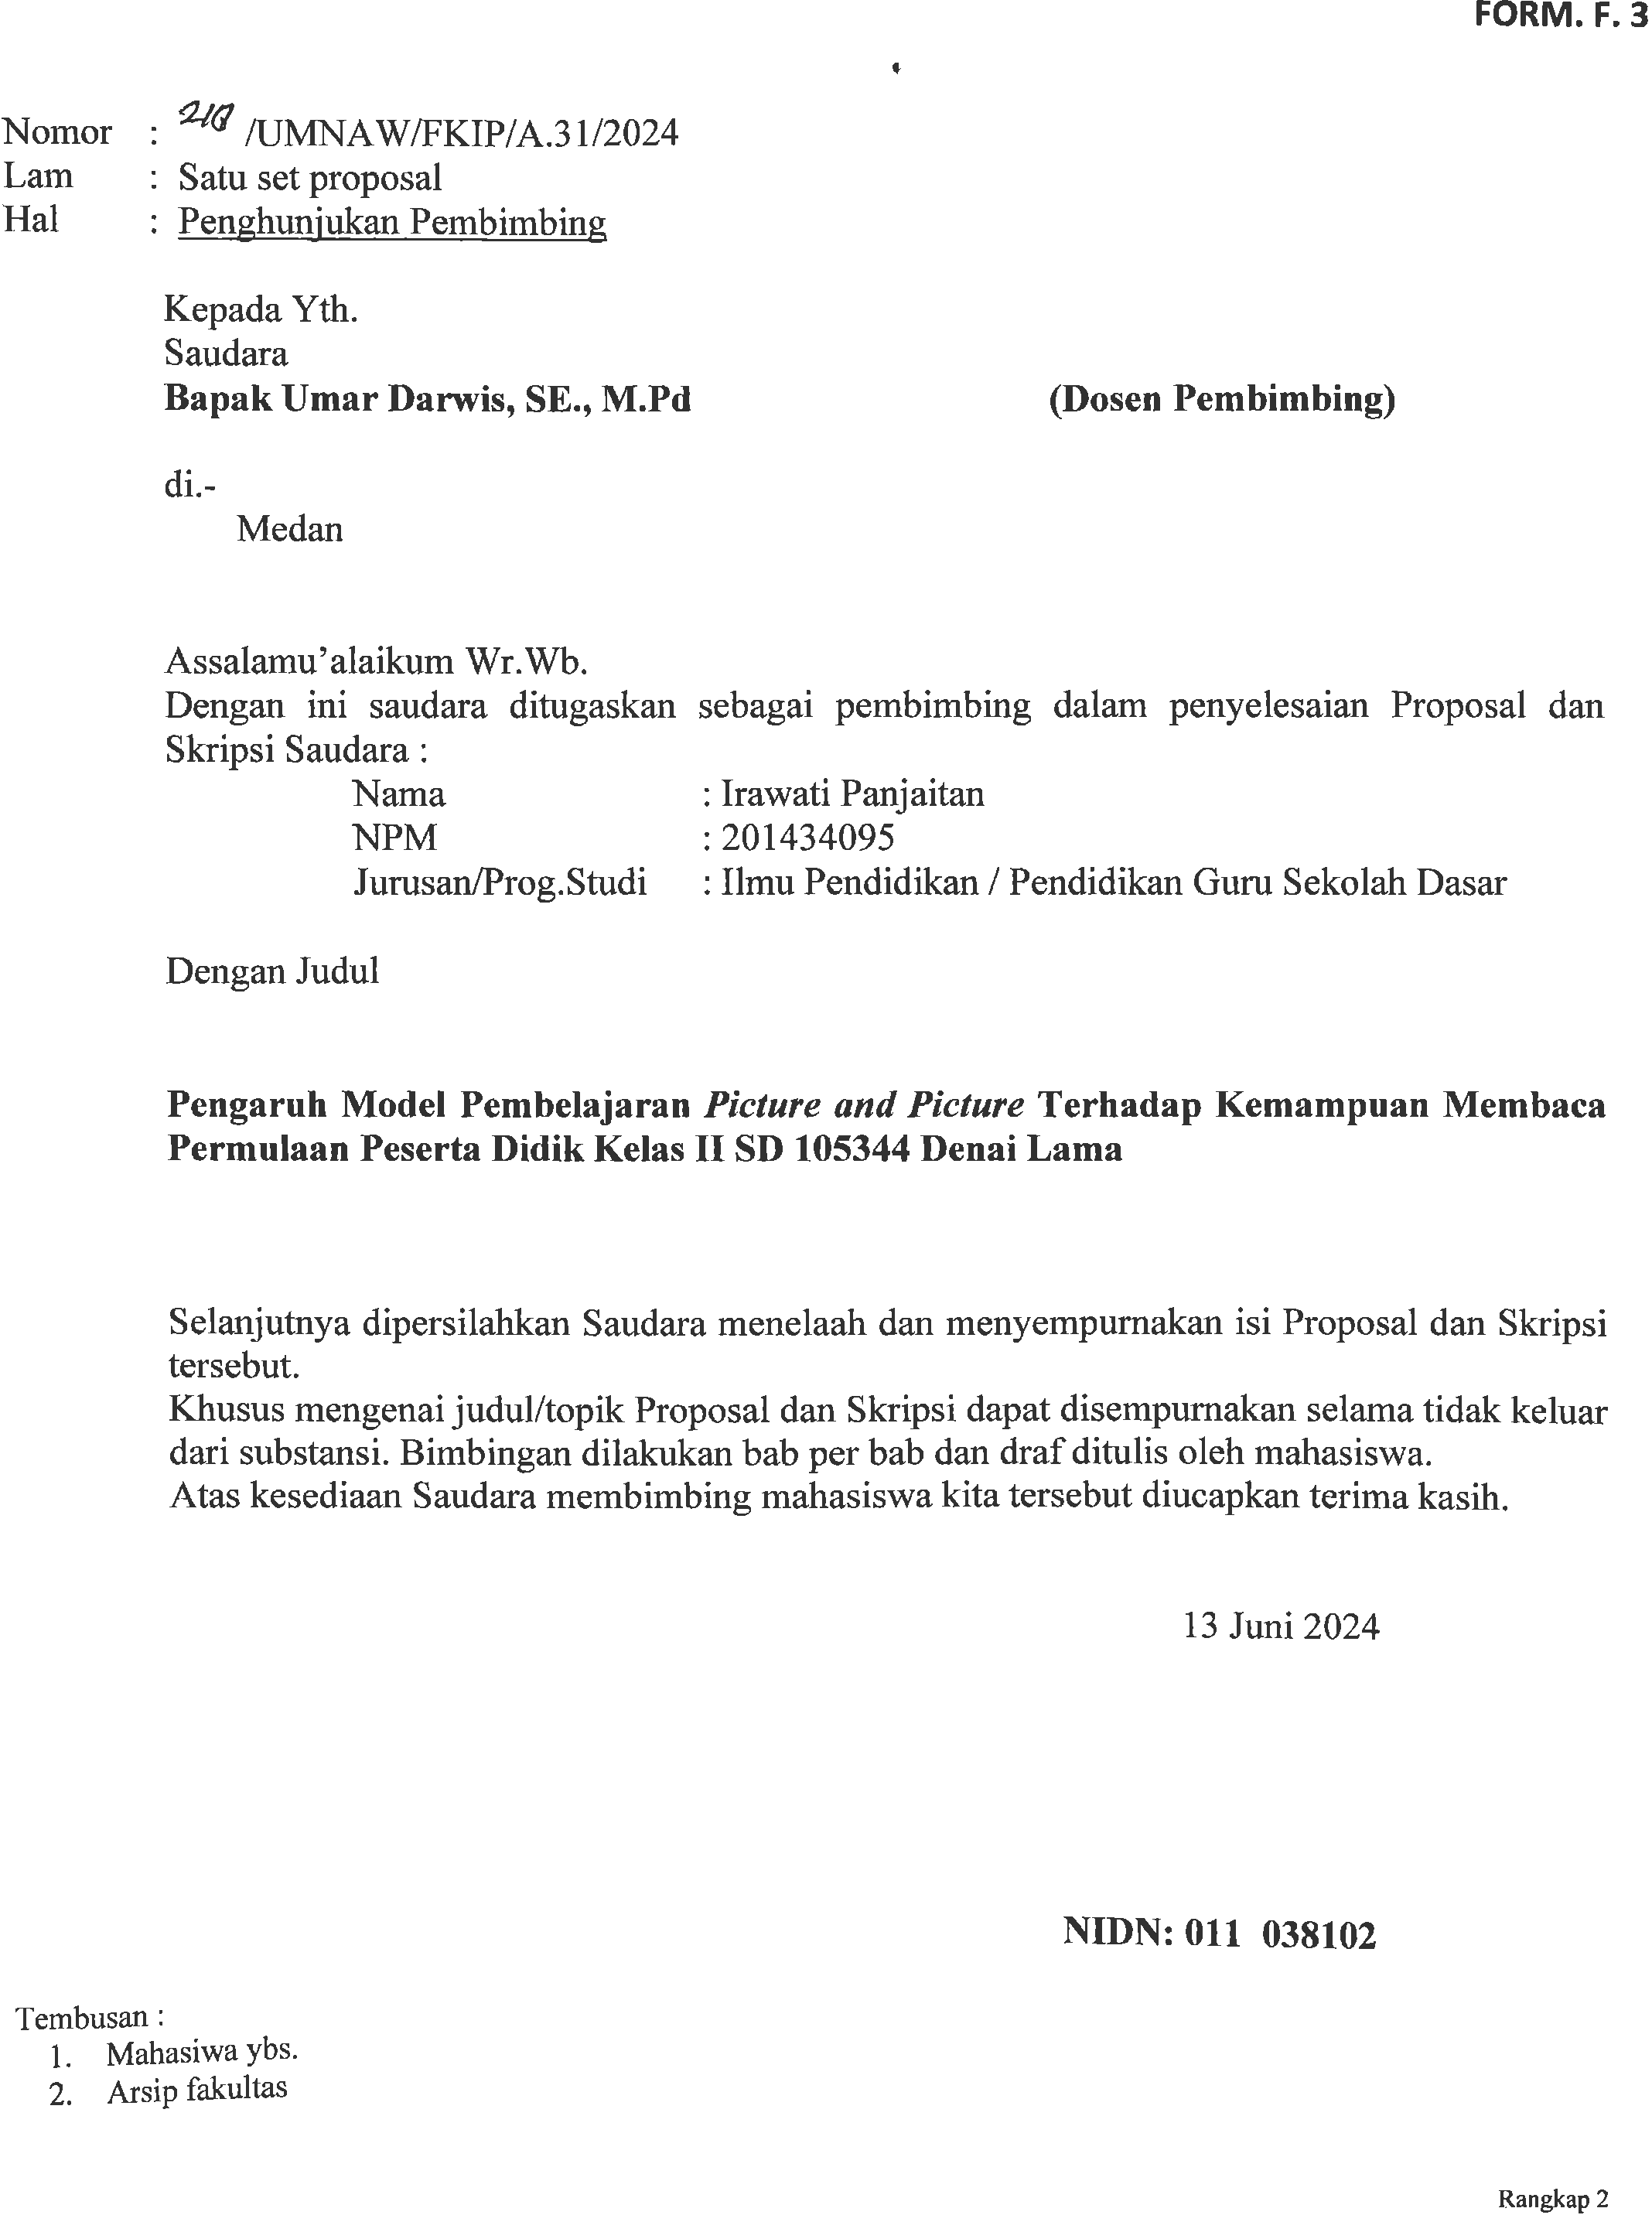 FORM. F. 3
Nomor : /UMNAW/FKIP/A.31/2024
Lam : Satu set proposal
Hal : Penghunjukan Pembimbing
Kepada Yth.
Saudara
Bapak Umar Darwis, SE., M.Pd (Dosen Pembimbing)
di.-
Medan
Assalamu’alaikum Wr.Wb.
Dengan ini saudara ditugaskan sebagai pembimbing dalam penyelesaian Proposal dan
Skripsi Saudara :
Nama : Irawati Panjaitan
NPM : 201434095
Jurusan/Prog.Studi : Ilmu Pendidikan / Pendidikan Guru Sekolah Dasar
Dengan Judul
Pengaruh Model Pembelajaran Picture and Picture Terhadap Kemampuan Membaca
Permulaan Peserta Didik Kelas II SD 105344 Denai Lama
Selanjutnya dipersilahkan Saudara menelaah dan menyempurnakan isi Proposal dan Skripsi
tersebut.
Khusus mengenai judul/topik Proposal dan Skripsi dapat disempurnakan selama tidak keluar
dari substansi. Bimbingan dilakukan bab per bab dan draf ditulis oleh mahasiswa.
Atas kesediaan Saudara membimbing mahasiswa kita tersebut diucapkan terima kasih.
13 Juni 2024
NIDN: 011 038102
Tembusan :
1. Mahasiwa ybs.
2. Arsip fakultas
Rangkap 2